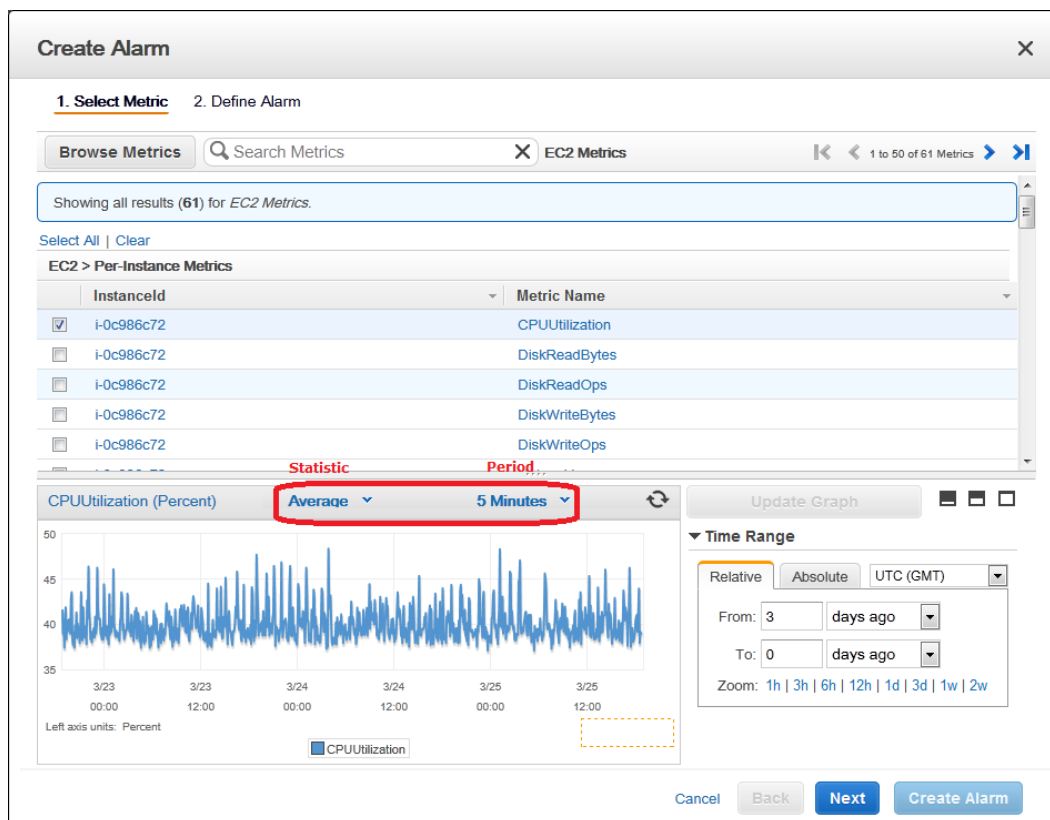 Create Alarm
1. Select Metric 2. Define Alarm
Browse Metrics Search Metrics EC2 Metrics 1 to 50 of 61 Metrics
Showing all results (61) for EC2 Metrics.
Select All | Clear
EC2 > Per-Instance Metrics
InstanceId Metric Name
i-0c986c72 CPUUtilization
i-0c986c72 DiskReadBytes
i-0c986c72 DiskReadOps
i-0c986c72 DiskWriteBytes
i-0c986c72 DiskWriteOps
Statistic Period
CPUUtilization (Percent) Average 5 Minutes Update Graph
Time Range
Relative Absolute UTC (GMT)
From: 3 days ago
To: 0 days ago
Zoom: 1h | 3h | 6h | 12h | 1d | 3d | 1w | 2w
50
45
40
35
3/23 3/23 3/24 3/24 3/25 3/25
00:00 12:00 00:00 12:00 00:00 12:00
Left axis units: Percent
CPUUtilization
Cancel Back Next Create Alarm